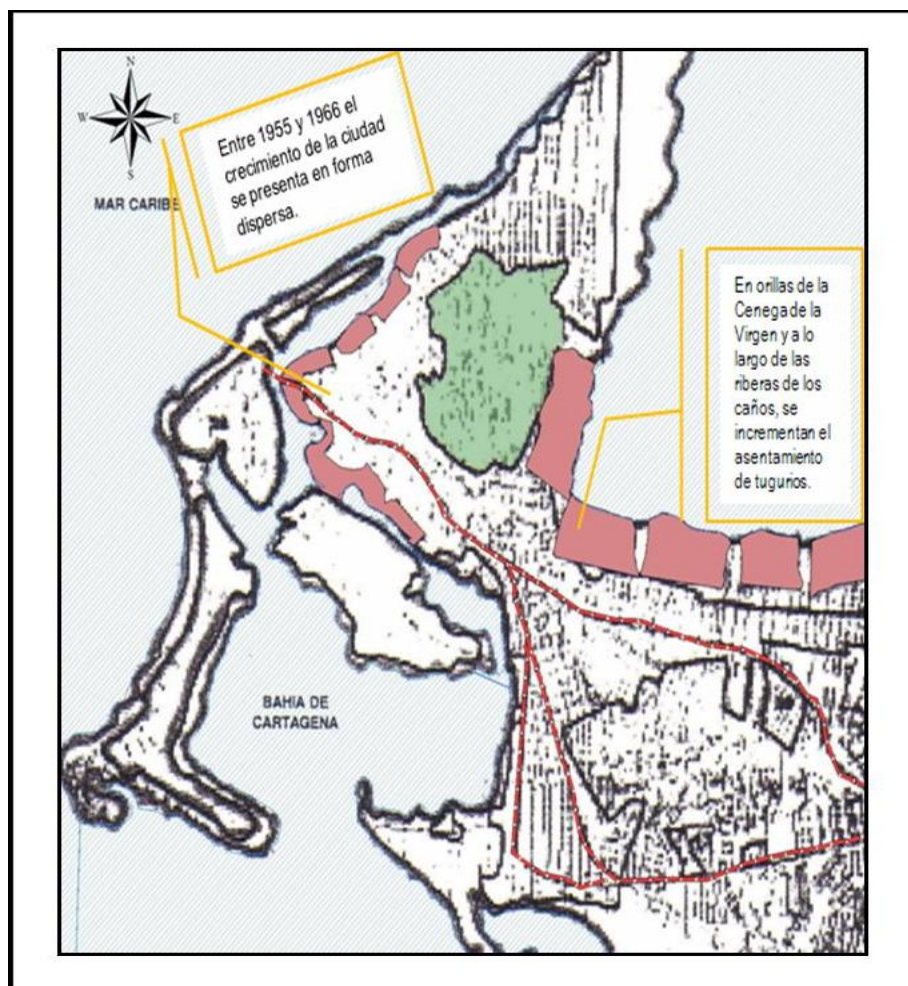 N
W
E
S
MAR CARIBE
Entre 1955 y 1966 el
crecimiento de la ciudad
se presenta en forma
dispersa.
En orillas de la
Cenega de la
Virgen y a lo
largo de las
riberas de los
caños, se
incrementan el
asentamiento
de tugurios.
BAHIA DE
CARTAGENA